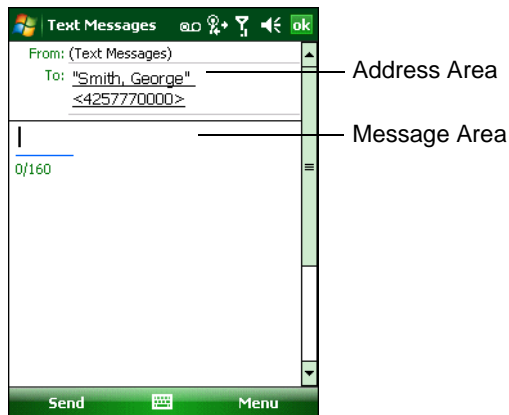 Text Messages ok
From: (Text Messages)
To: "Smith, George"
<4257770000>
Address Area
Message Area
0/160
Send Menu